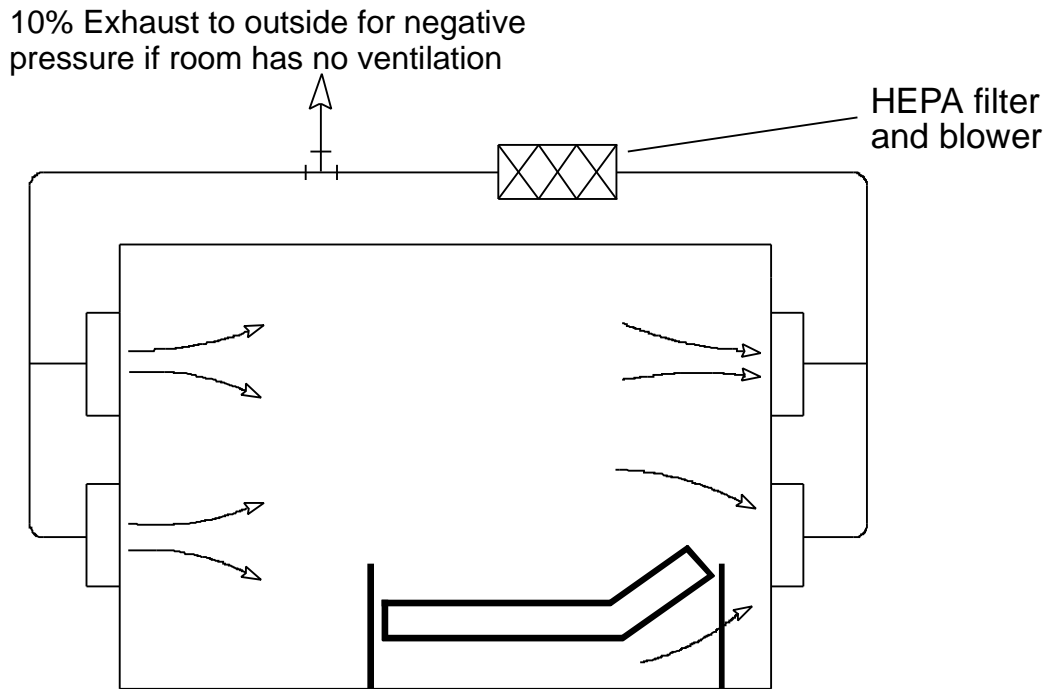 10% Exhaust to outside for negative
pressure if room has no ventilation
HEPA filter
and blower